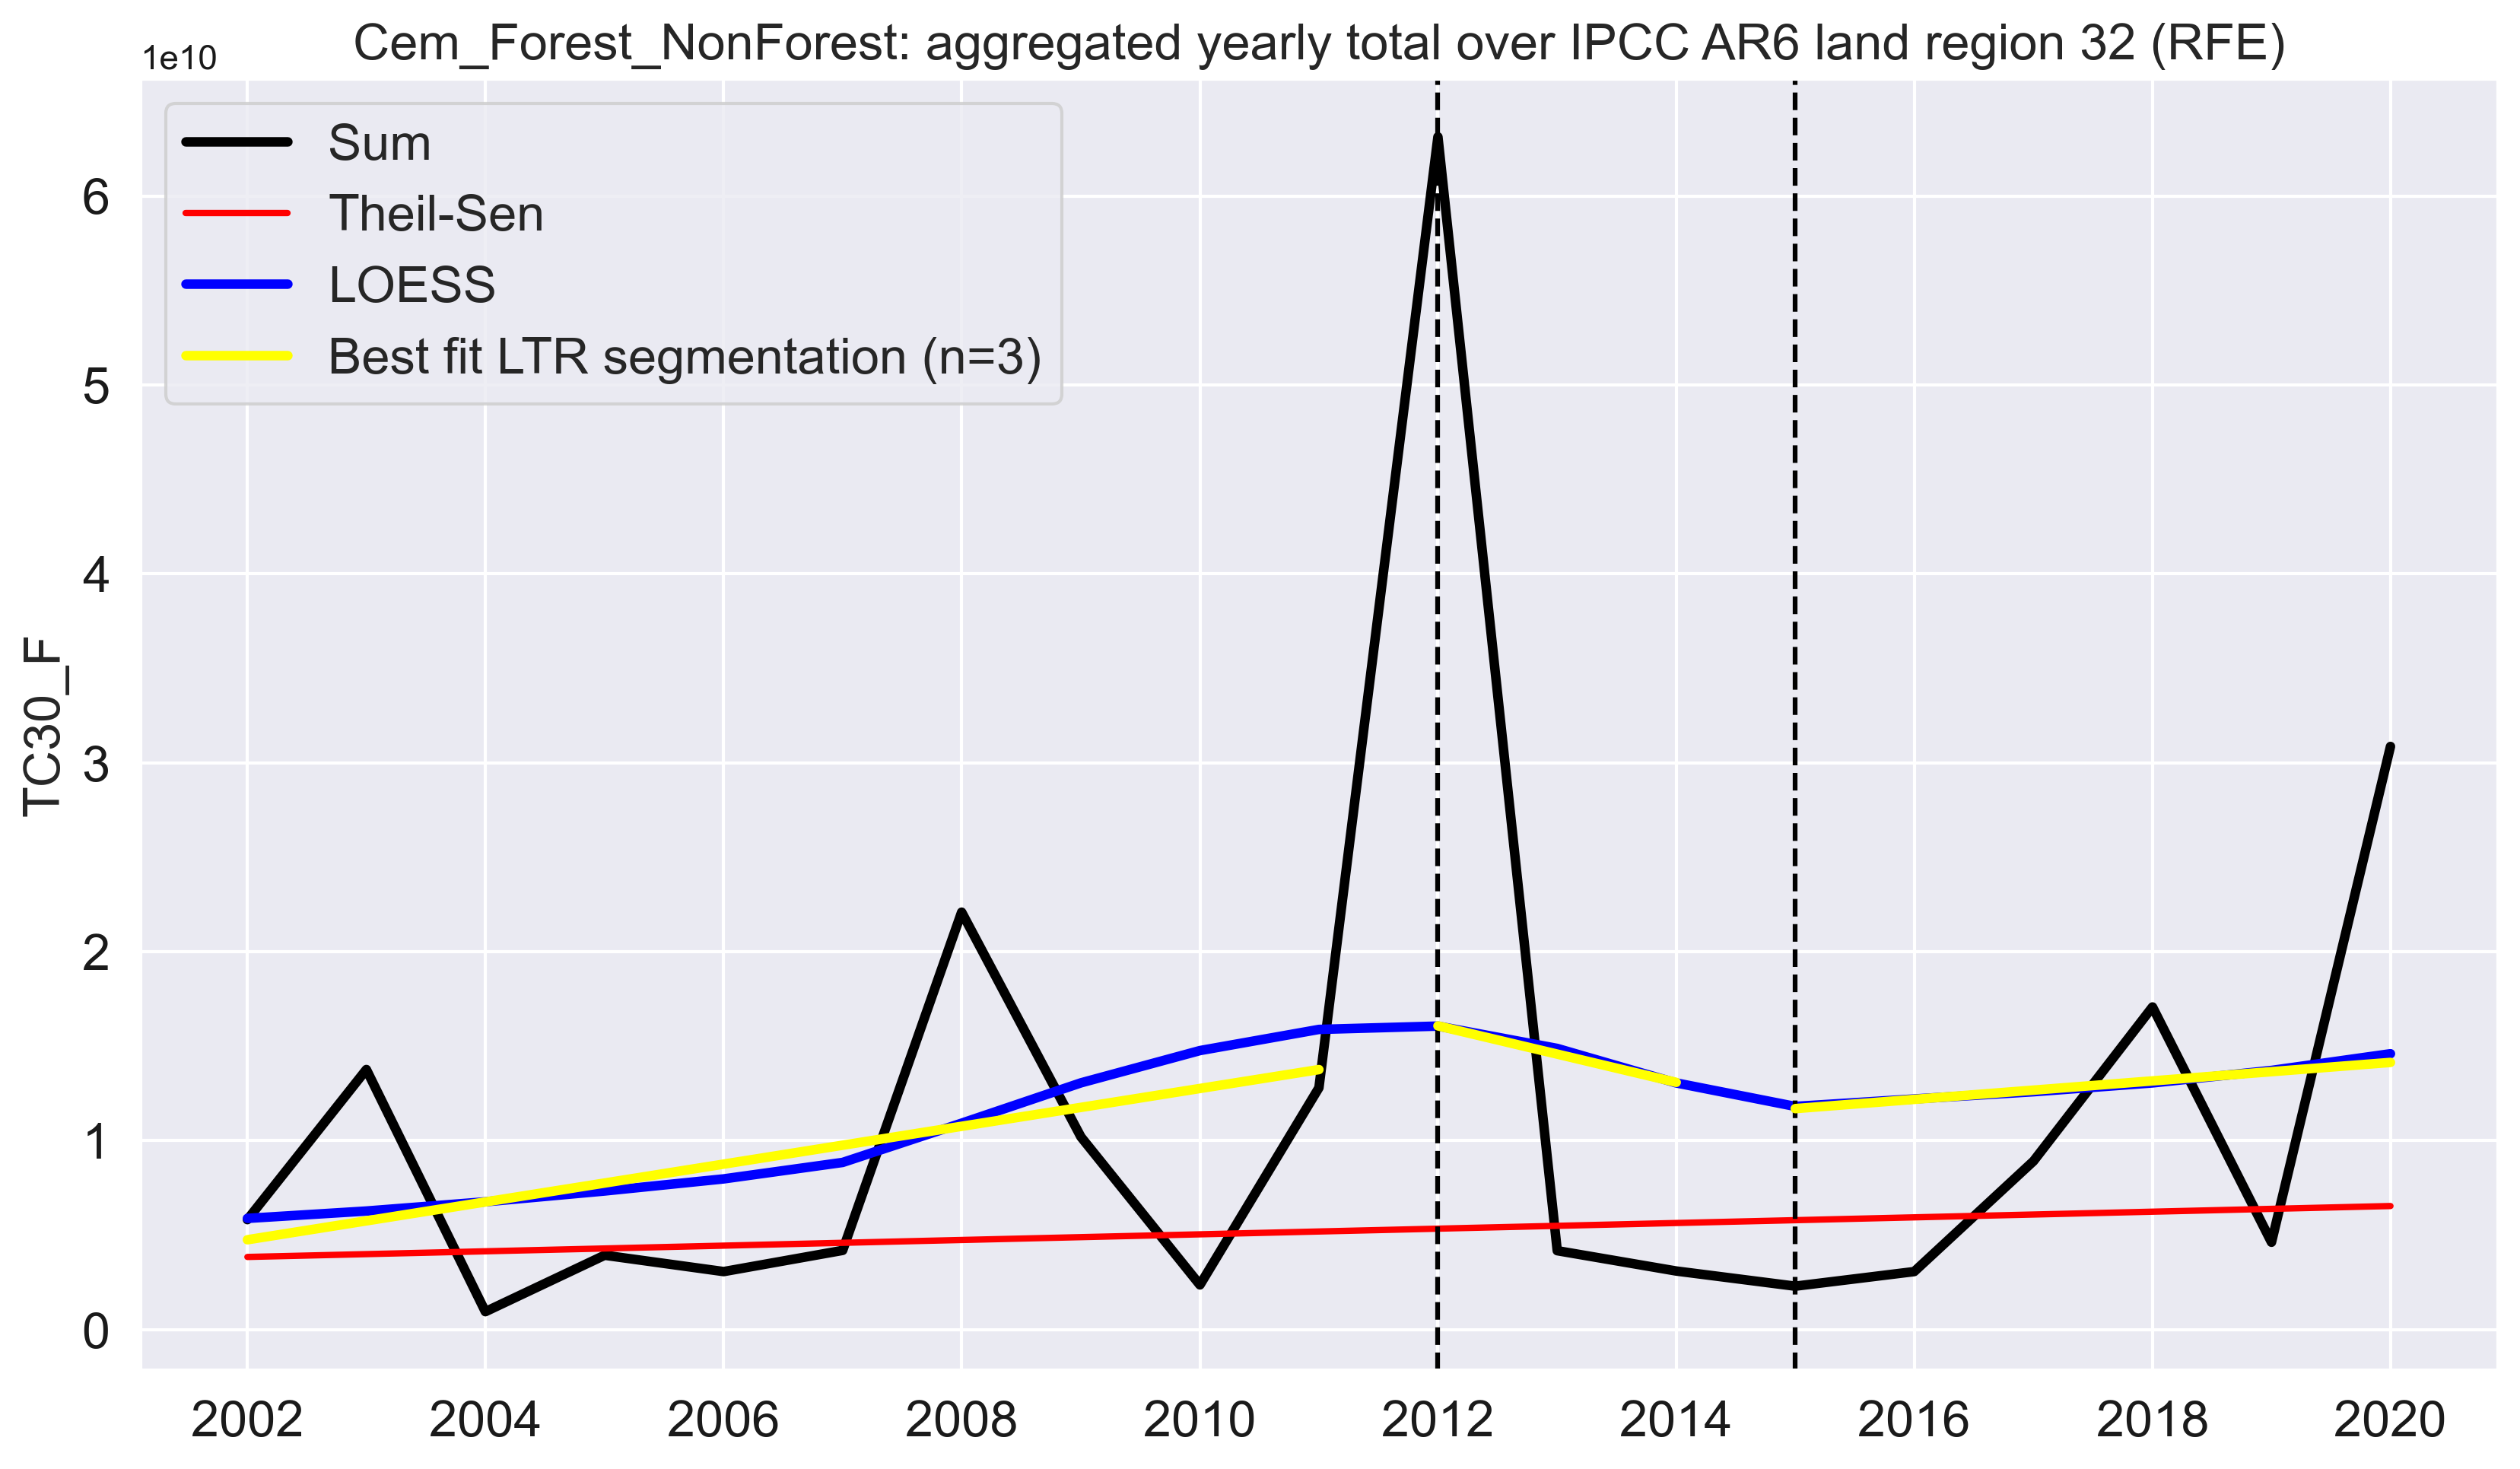 Cem_Forest_NonForest: aggregated yearly total over IPCC AR6 land region 32 (RFE)
1e10
Sum
Theil-Sen
LOESS
Best fit LTR segmentation (n=3)
6
5
4
3
2
1
0
TC30_F
2002 2004 2006 2008 2010 2012 2014 2016 2018 2020